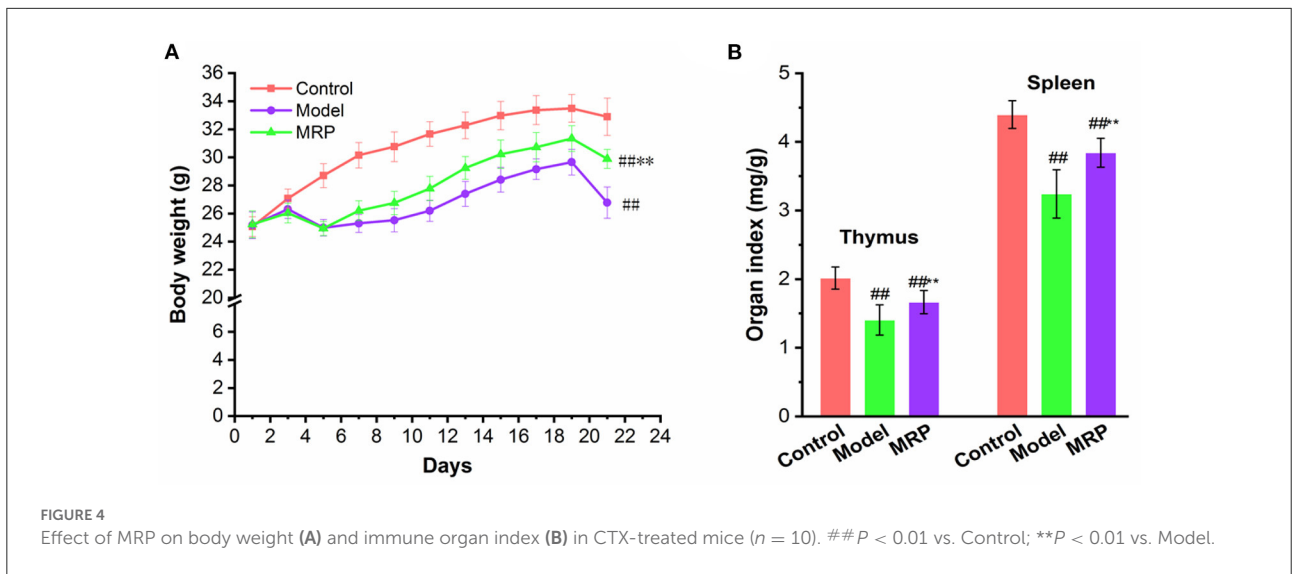 A
Body weight (g)
36
34
32
30
28
26
24
22
20
8
6
4
2
0
Control
Model
MRP
##**
##
0 2 4 6 8 10 12 14 16 18 20 22 24
Days
B
Organ index (mg/g)
5
4
3
2
1
0
Thymus
Spleen
##
##**
##
##**
Control Model MRP Control Model MRP
FIGURE 4
Effect of MRP on body weight (A) and immune organ index (B) in CTX-treated mice (n = 10). ##P < 0.01 vs. Control; **P < 0.01 vs. Model.